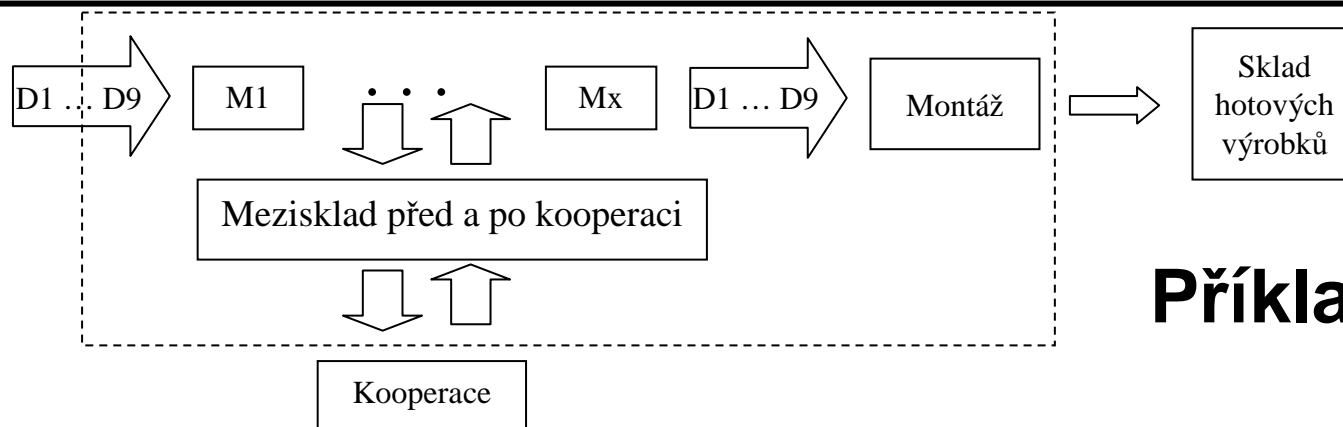 D1 … D9
M1
. . .
Mx
D1 … D9
Montáž
Sklad
hotových
výrobků
Mezisklad před a po kooperaci
Kooperace